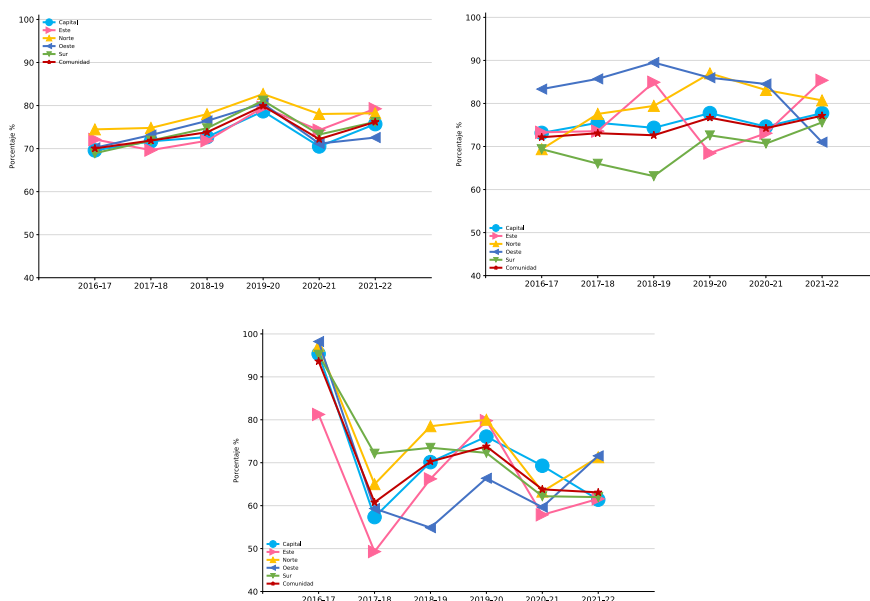 100
90
80
70
60
50
40
Porcentaje %
Capital
Este
Norte
Oeste
Sur
Comunidad
2016-17 2017-18 2018-19 2019-20 2020-21 2021-22
100
90
80
70
60
50
40
Porcentaje %
Capital
Este
Norte
Oeste
Sur
Comunidad
2016-17 2017-18 2018-19 2019-20 2020-21 2021-22
100
90
80
70
60
50
40
Porcentaje %
Capital
Este
Norte
Oeste
Sur
Comunidad
2016-17 2017-18 2018-19 2019-20 2020-21 2021-22